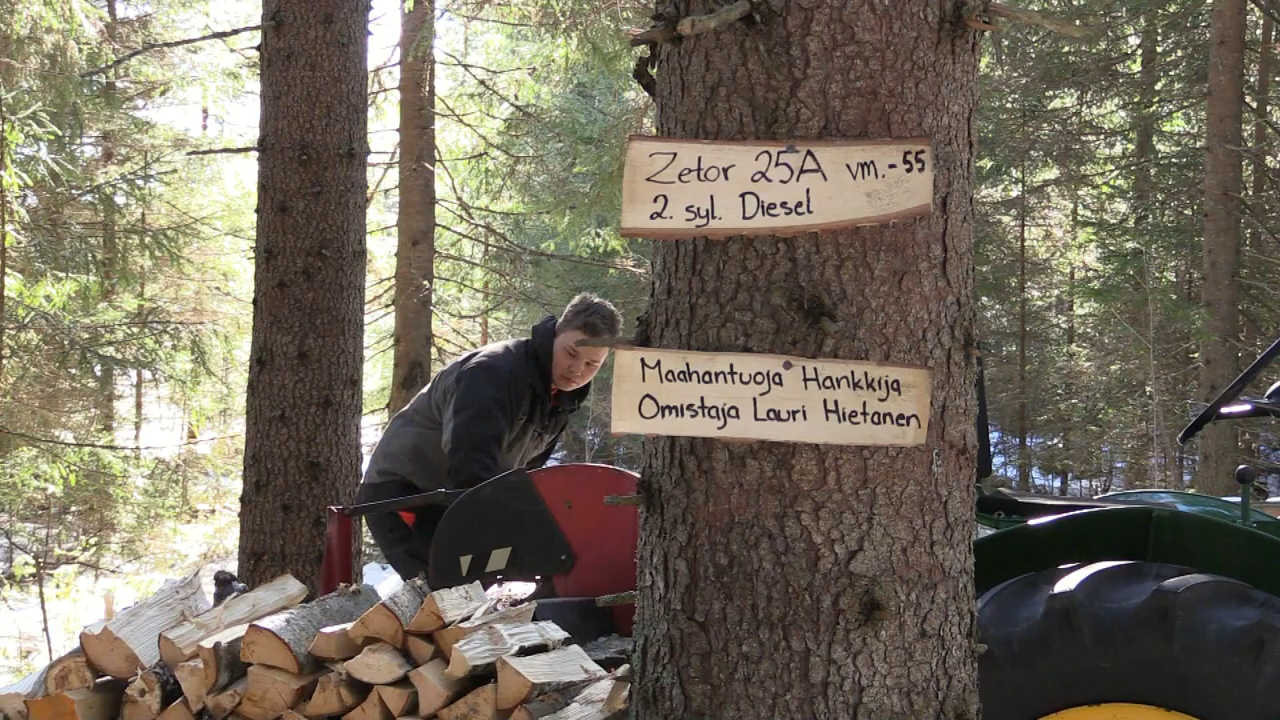 Zetor 25A vm.-55
2. syl. Diesel
Maahantuoja Hankkija
Omistaja Lauri Hietanen